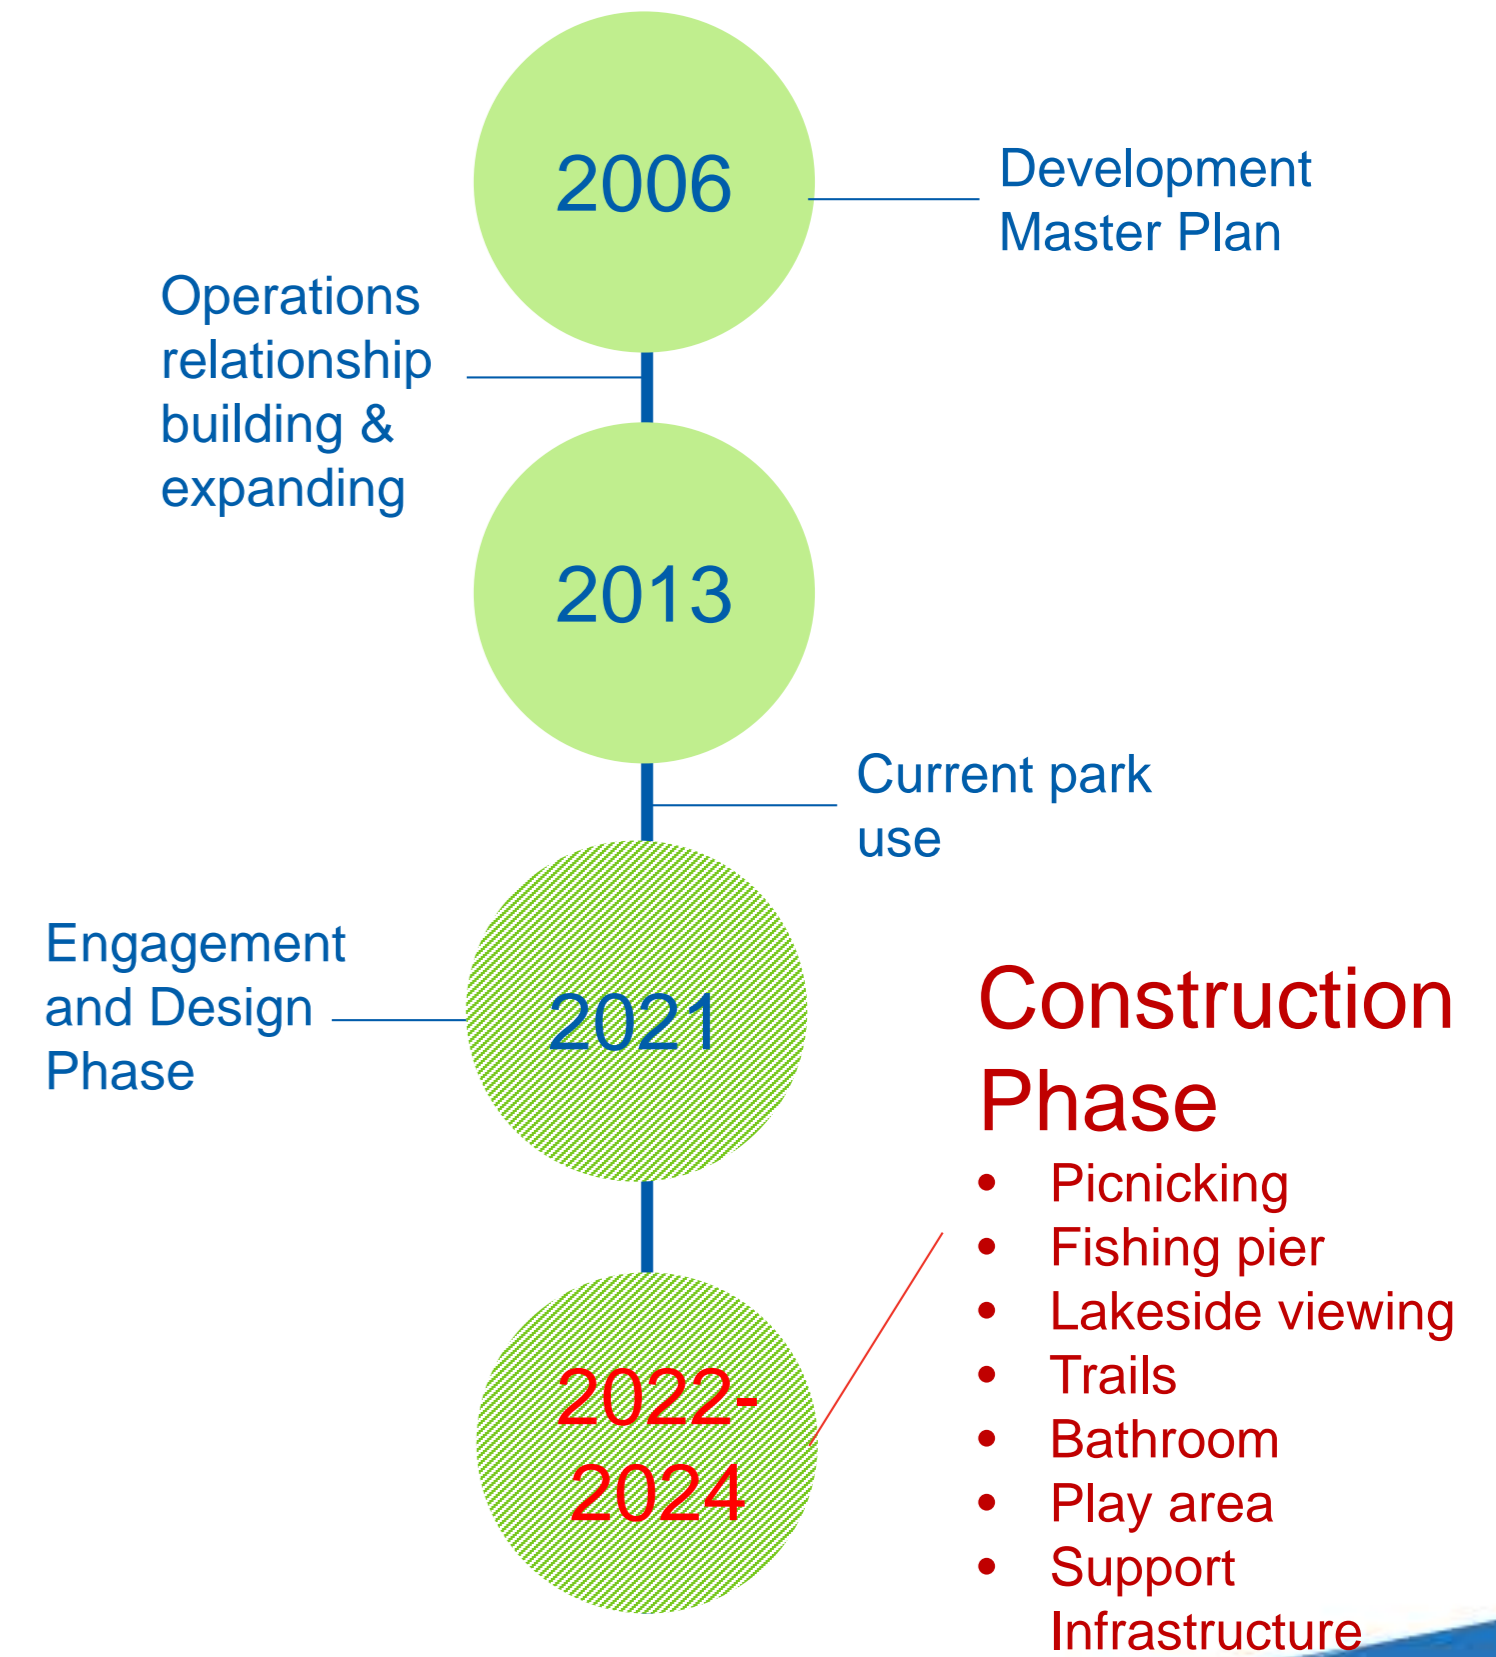 2006
Development
Master Plan
Operations
relationship
building &
expanding
2013
Current park
use
Engagement
and Design
Phase
2021
Construction
Phase
• Picnicking
• Fishing pier
• Lakeside viewing
• Trails
• Bathroom
• Play area
• Support
Infrastructure
2022-
2024